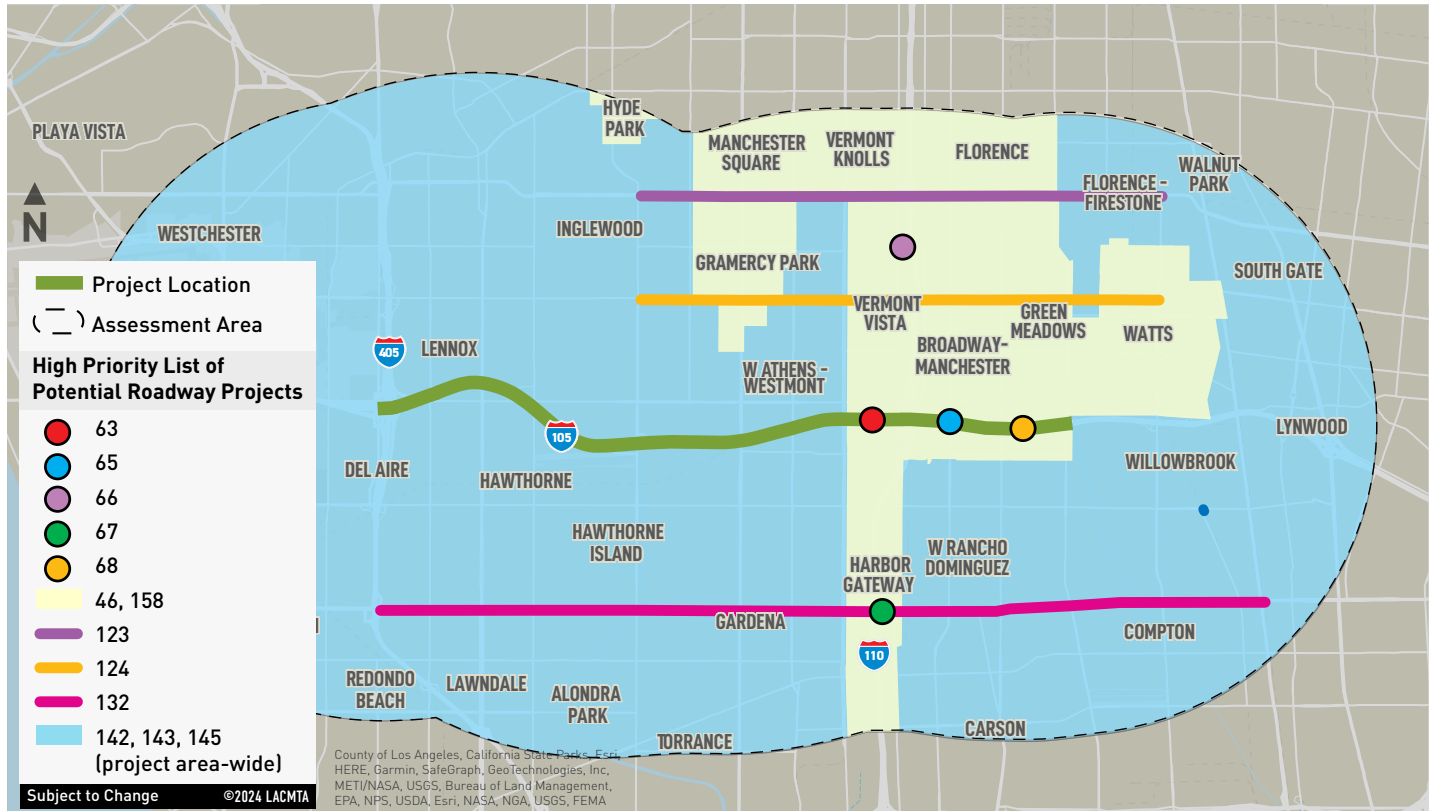 PLAYA VISTA
HYDE
PARK
MANCHESTER
SQUARE
VERMONT
KNOLLS
FLORENCE
WALNUT
PARK
FLORENCE -
FIRESTONE
N
WESTCHESTER
INGLEWOOD
GRAMERCY PARK
SOUTH GATE
VERMONT
VISTA
GREEN
MEADOWS
WATTS
BROADWAY-
MANCHESTER
405
LENNOX
W ATHENS -
WESTMONT
105
LYNWOOD
DEL AIRE
HAWTHORNE
WILLOWBROOK
HAWTHORNE
ISLAND
W RANCHO
DOMINGUEZ
HARBOR
GATEWAY
GARDENA
COMPTON
110
REDONDO
BEACH
LAWNDALE
ALONDRA
PARK
TORRANCE
CARSON
Project Location
Assessment Area
High Priority List of
Potential Roadway Projects
63
65
66
67
68
46, 158
123
124
132
142, 143, 145
(project area-wide)
Subject to Change ©2024 LACMTA
County of Los Angeles, California State Parks, Esri,
HERE, Garmin, SafeGraph, GeoTechnologies, Inc,
METI/NASA, USGS, Bureau of Land Management,
EPA, NPS, USDA, Esri, NASA, NGA, USGS, FEMA